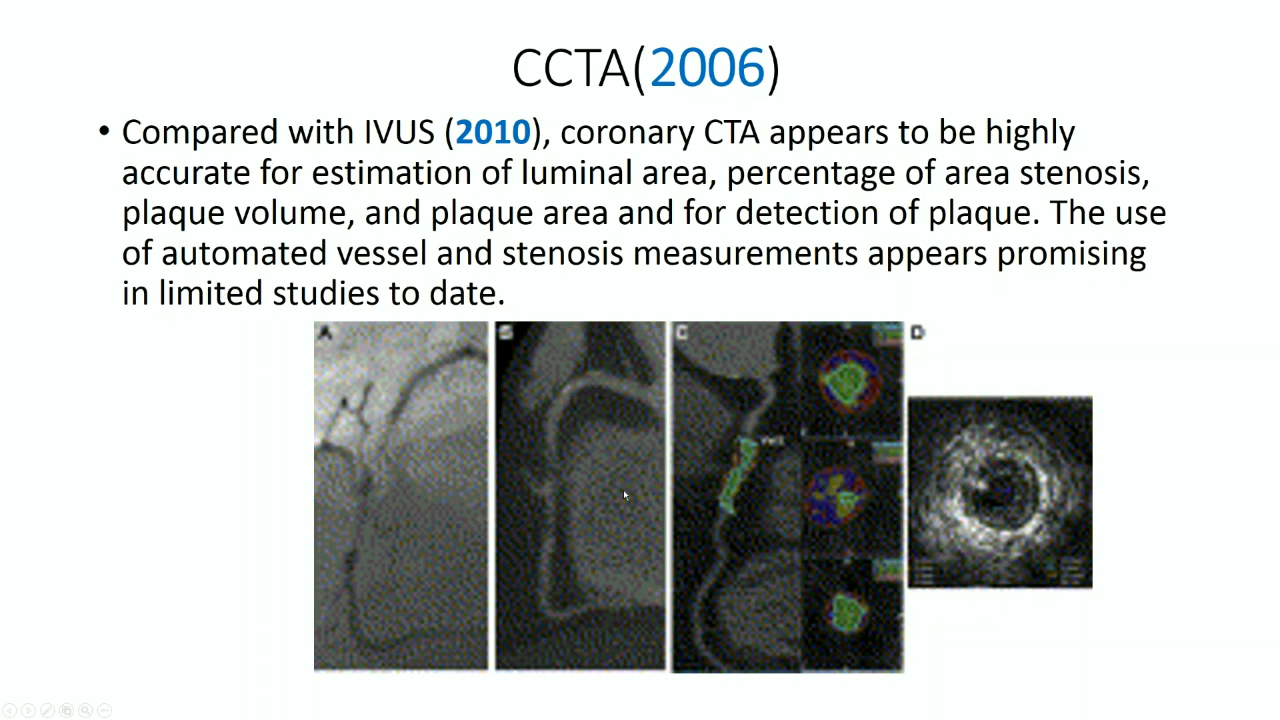 CCTA(2006)
• Compared with IVUS (2010), coronary CTA appears to be highly
accurate for estimation of luminal area, percentage of area stenosis,
plaque volume, and plaque area and for detection of plaque. The use
of automated vessel and stenosis measurements appears promising
in limited studies to date.
A B C D